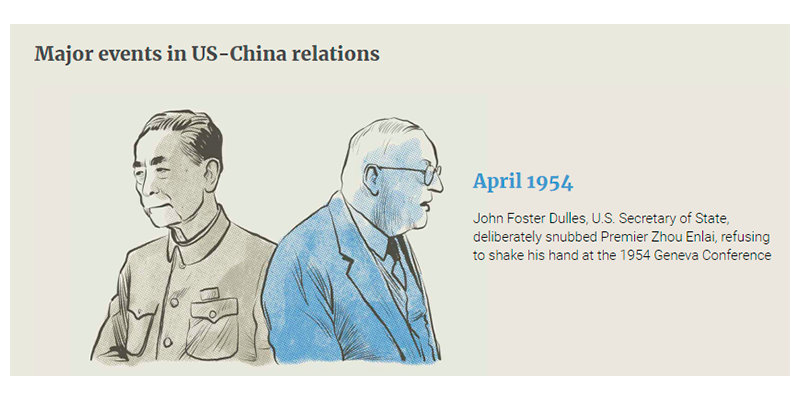 Major events in US-China relations
April 1954
John Foster Dulles, U.S. Secretary of State,
deliberately snubbed Premier Zhou Enlai, refusing
to shake his hand at the 1954 Geneva Conference